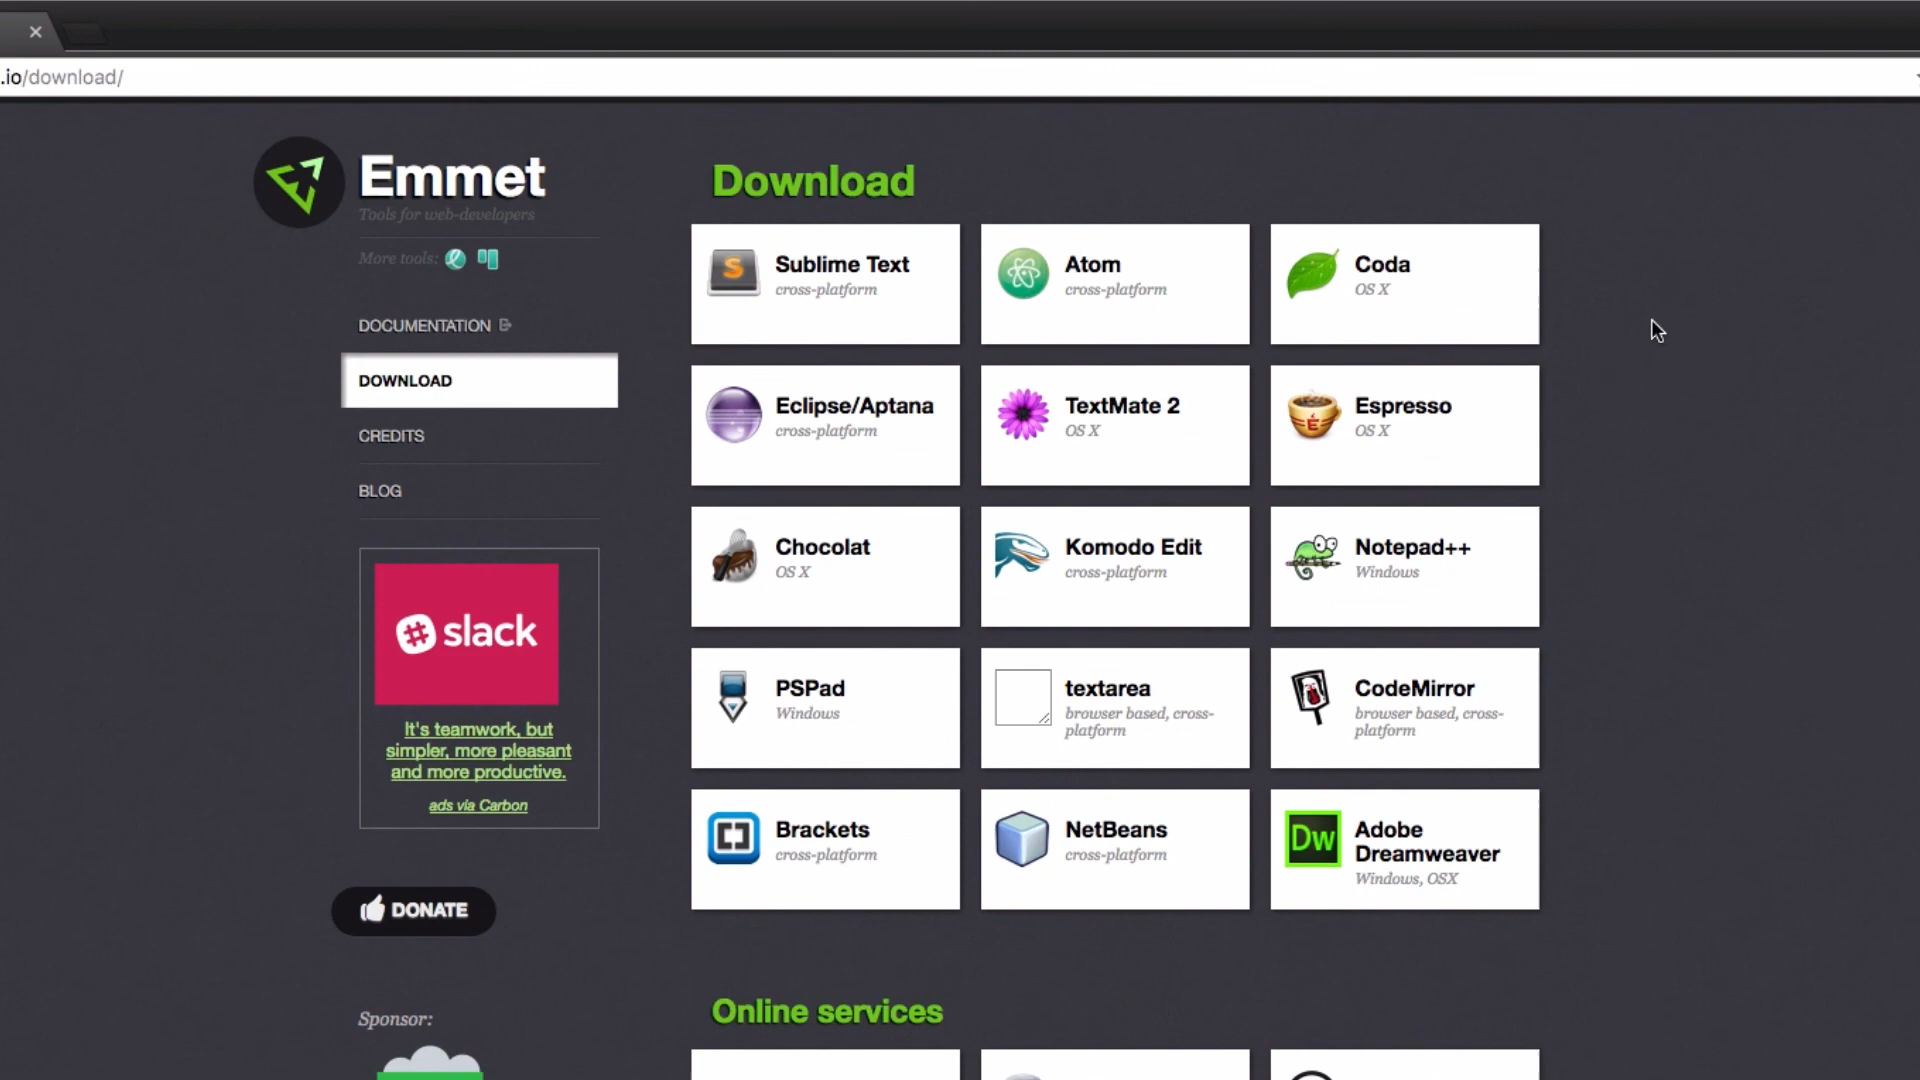 .io/download/
Emmet
Tools for web-developers
More tools:
DOCUMENTATION
DOWNLOAD
CREDITS
BLOG
slack
It's teamwork, but
simpler, more pleasant
and more productive.
ads via Carbon
DONATE
Sponsor:
Download
S
Sublime Text
cross-platform
Atom
cross-platform
Coda
OS X
Eclipse/Aptana
cross-platform
TextMate 2
OS X
E
Espresso
OS X
Chocolat
OS X
Komodo Edit
cross-platform
Notepad++
Windows
PSPad
Windows
textarea
browser based, cross-
platform
CodeMirror
browser based, cross-
platform
Brackets
cross-platform
NetBeans
cross-platform
Dw
Adobe
Dreamweaver
Windows, OSX
Online services